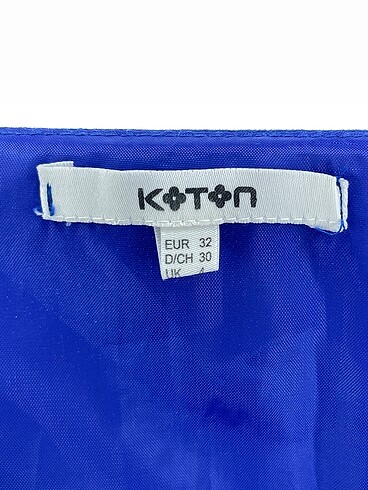 KOTON
EUR 32
D/CH 30
UK 4